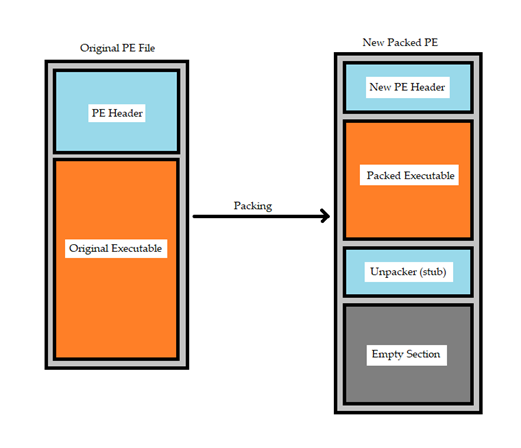 Original PE File
PE Header
Original Executable
Packing
New Packed PE
New PE Header
Packed Executable
Unpacker (stub)
Empty Section